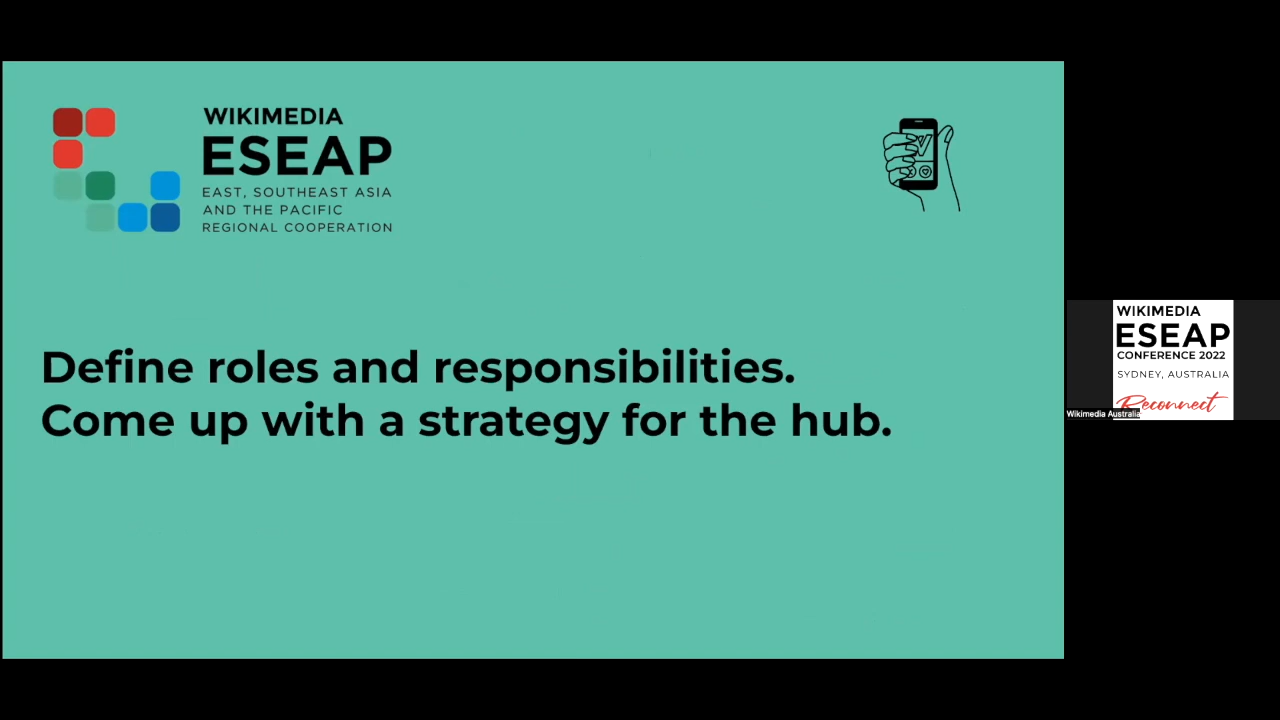 WIKIMEDIA
ESEAP
EAST, SOUTHEAST ASIA
AND THE PACIFIC
REGIONAL COOPERATION
Define roles and responsibilities.
Come up with a strategy for the hub.
WIKIMEDIA
ESEAP
CONFERENCE 2022
SYDNEY, AUSTRALIA
Reconnect
Wikimedia Australia